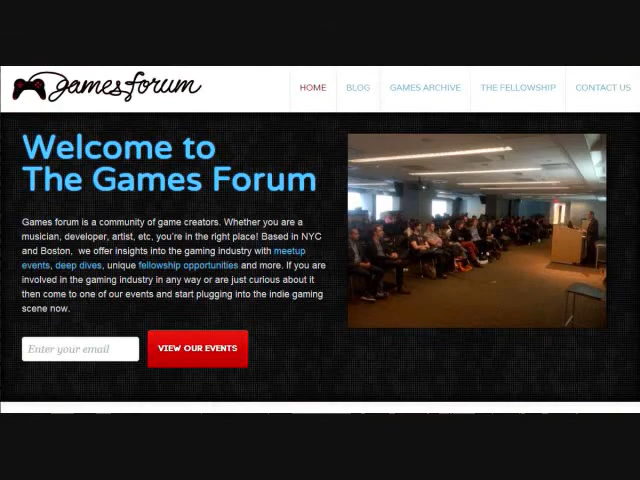 games forum
HOME
BLOG
GAMES ARCHIVE
THE FELLOWSHIP
CONTACT US
Welcome to
The Games Forum
Games forum is a community of game creators. Whether you are a
musician, developer, artist, etc, you're in the right place! Based in NYC
and Boston, we offer insights into the gaming industry with meetup
events, deep dives, unique fellowship opportunities and more. If you are
involved in the gaming industry in any way or are just curious about it
then come to one of our events and start plugging into the indie gaming
scene now.
Enter your email
VIEW OUR EVENTS